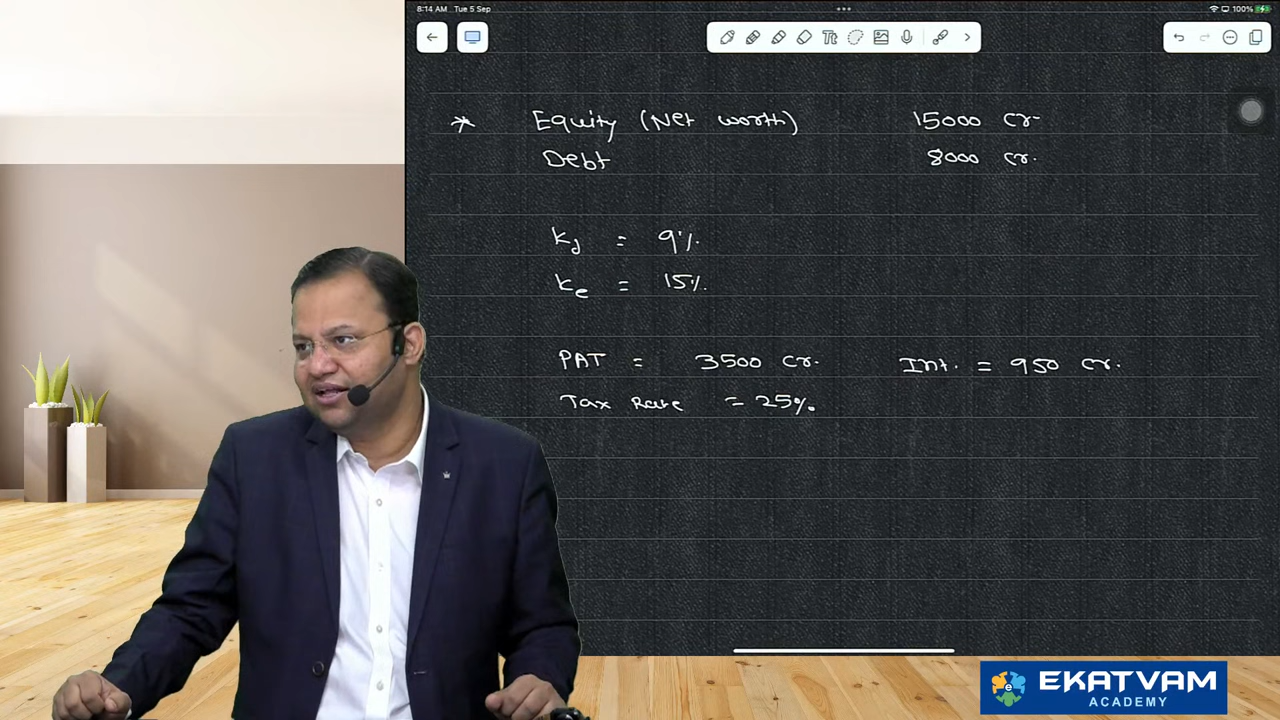 8:14 AM Tue 5 Sep
100%
* Equity (Net worth) 15000 cr.
Debt 8000 cr.
Kd = 9%
Ke = 15%
PAT = 3500 Cr. Int. = 950 Cr.
Tax Rate = 25%
EKATVAM
ACADEMY